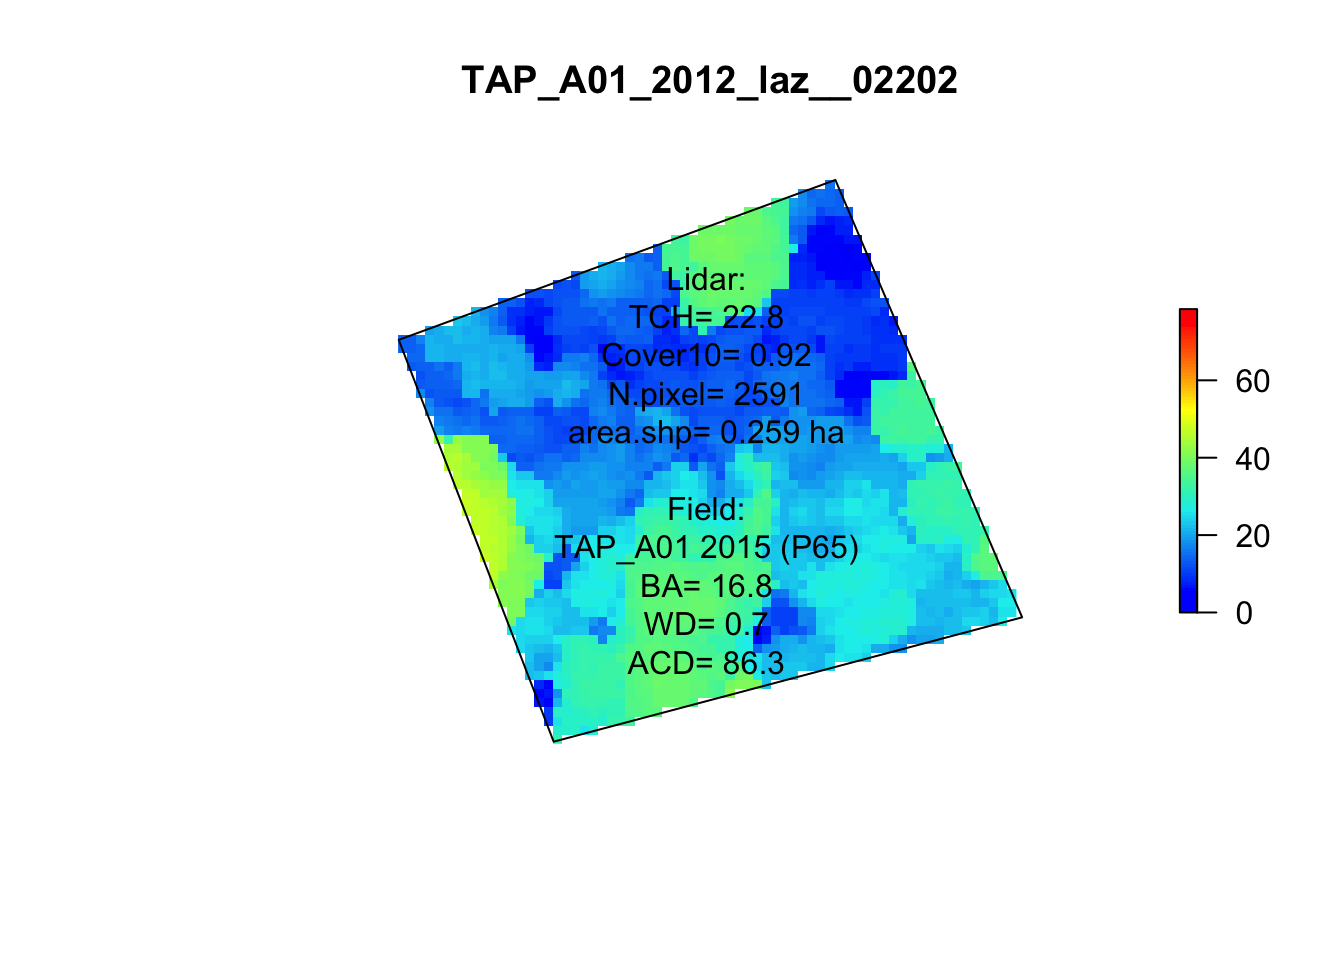 TAP_A01_2012_laz__02202
Lidar:
TCH= 22.8
Cover10= 0.92
N.pixel= 2591
area.shp= 0.259 ha
Field:
TAP_A01 2015 (P65)
BA= 16.8
WD= 0.7
ACD= 86.3
60
40
20
0